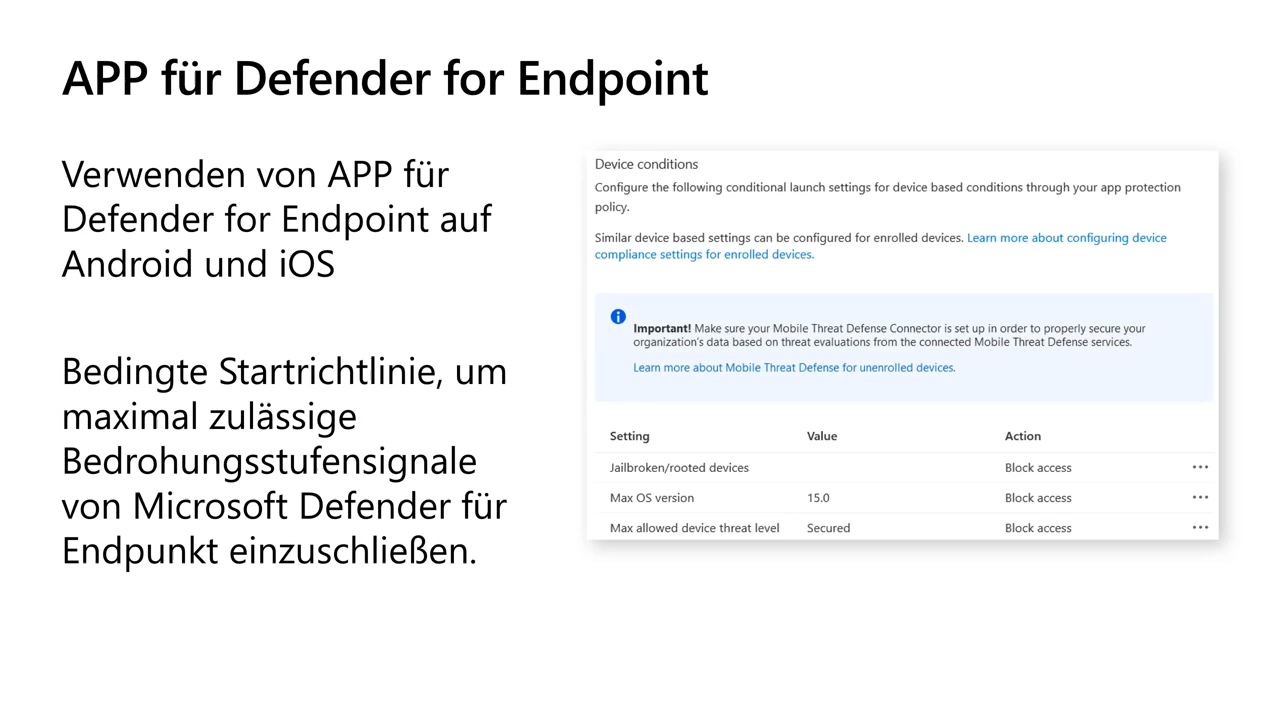 APP für Defender for Endpoint
Verwenden von APP für
Defender for Endpoint auf
Android und iOS
Bedingte Startrichtlinie, um
maximal zulässige
Bedrohungsstufensignale
von Microsoft Defender für
Endpunkt einzuschließen.
Device conditions
Configure the following conditional launch settings for device based conditions through your app protection
policy.
Similar device based settings can be configured for enrolled devices. Learn more about configuring device
compliance settings for enrolled devices.
Important! Make sure your Mobile Threat Defense Connector is set up in order to properly secure your
organization's data based on threat evaluations from the connected Mobile Threat Defense services.
Learn more about Mobile Threat Defense for unenrolled devices.
Setting Value Action
Jailbroken/rooted devices Block access
Max OS version 15.0 Block access
Max allowed device threat level Secured Block access